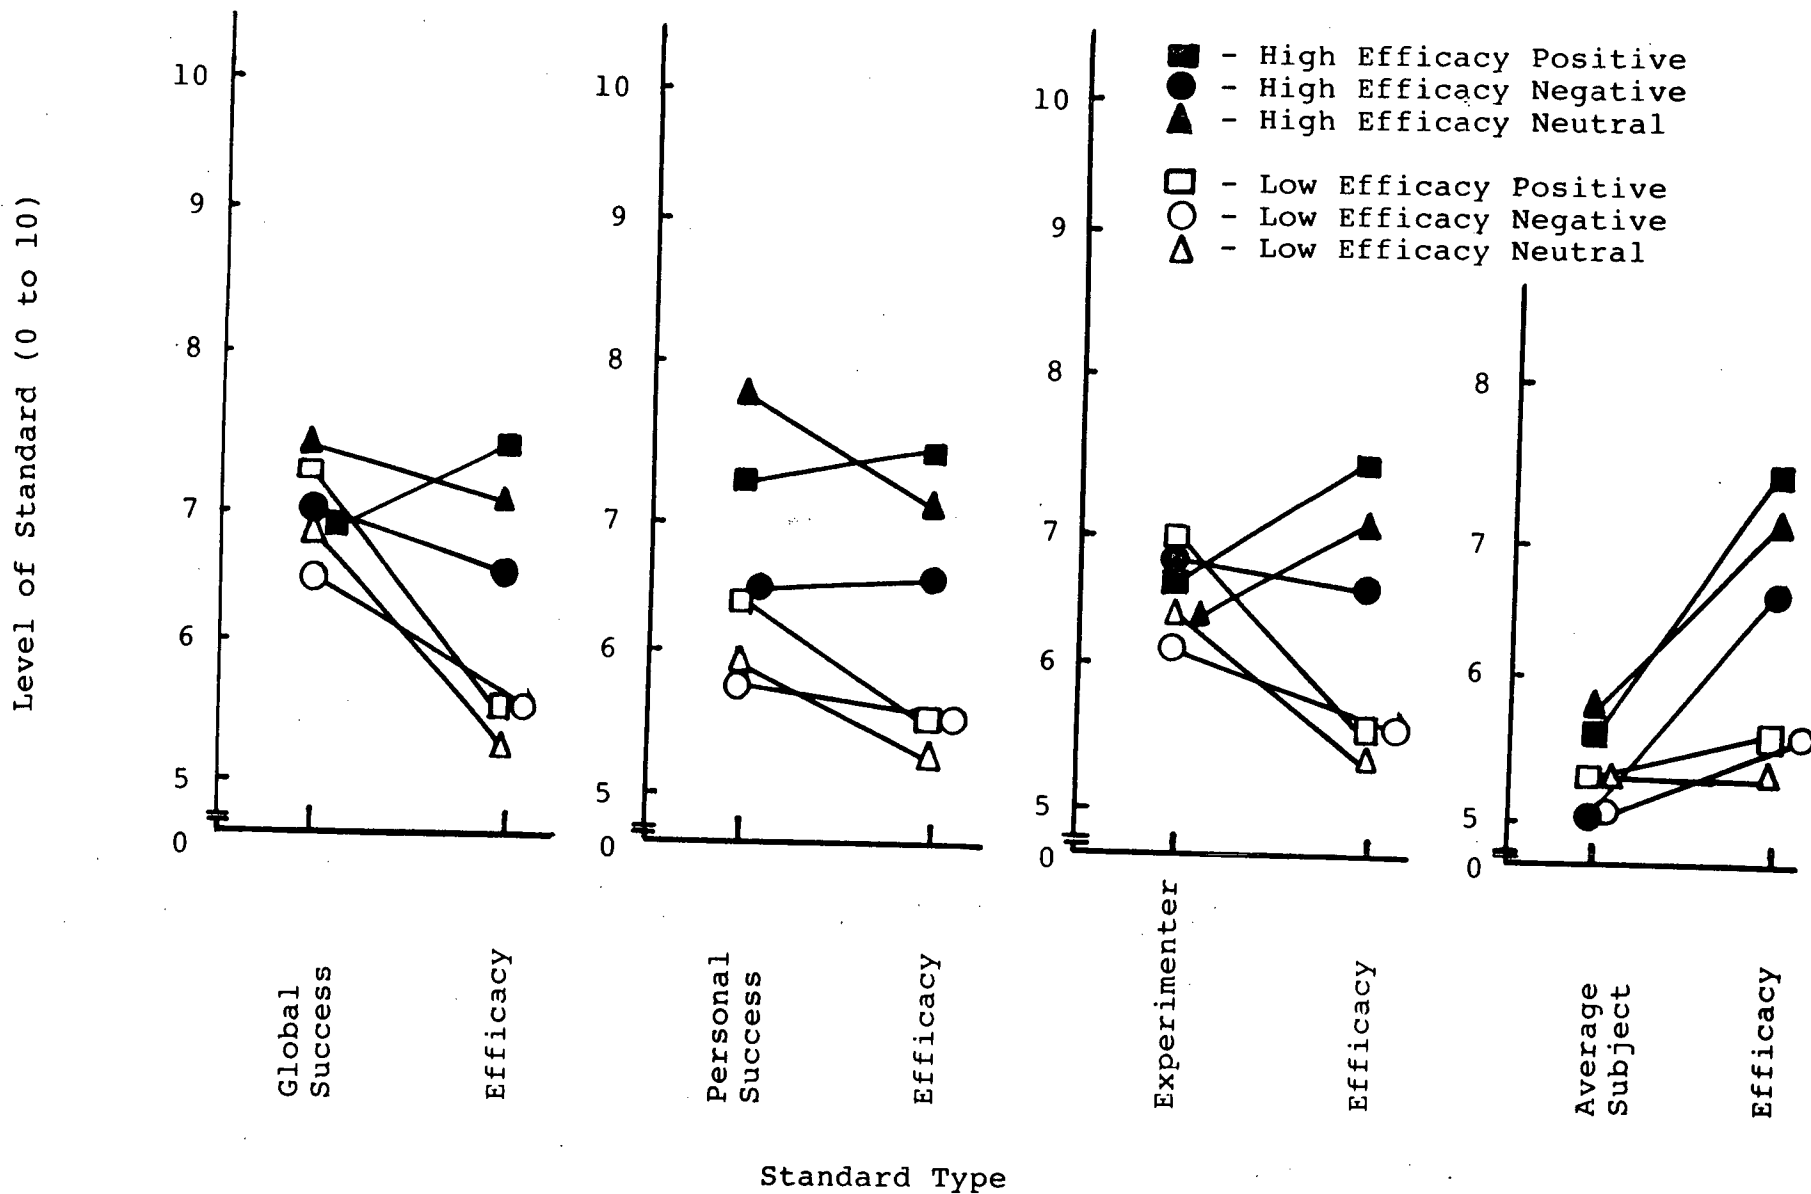 Level of Standard (0 to 10)
10
9
8
7
6
5
0
Global
Success
Efficacy
10
9
8
7
6
5
0
Personal
Success
Efficacy
10
9
8
7
6
5
0
Experimenter
Efficacy
- High Efficacy Positive
- High Efficacy Negative
- High Efficacy Neutral
- Low Efficacy Positive
- Low Efficacy Negative
- Low Efficacy Neutral
8
7
6
5
0
Average
Subject
Efficacy
Standard Type